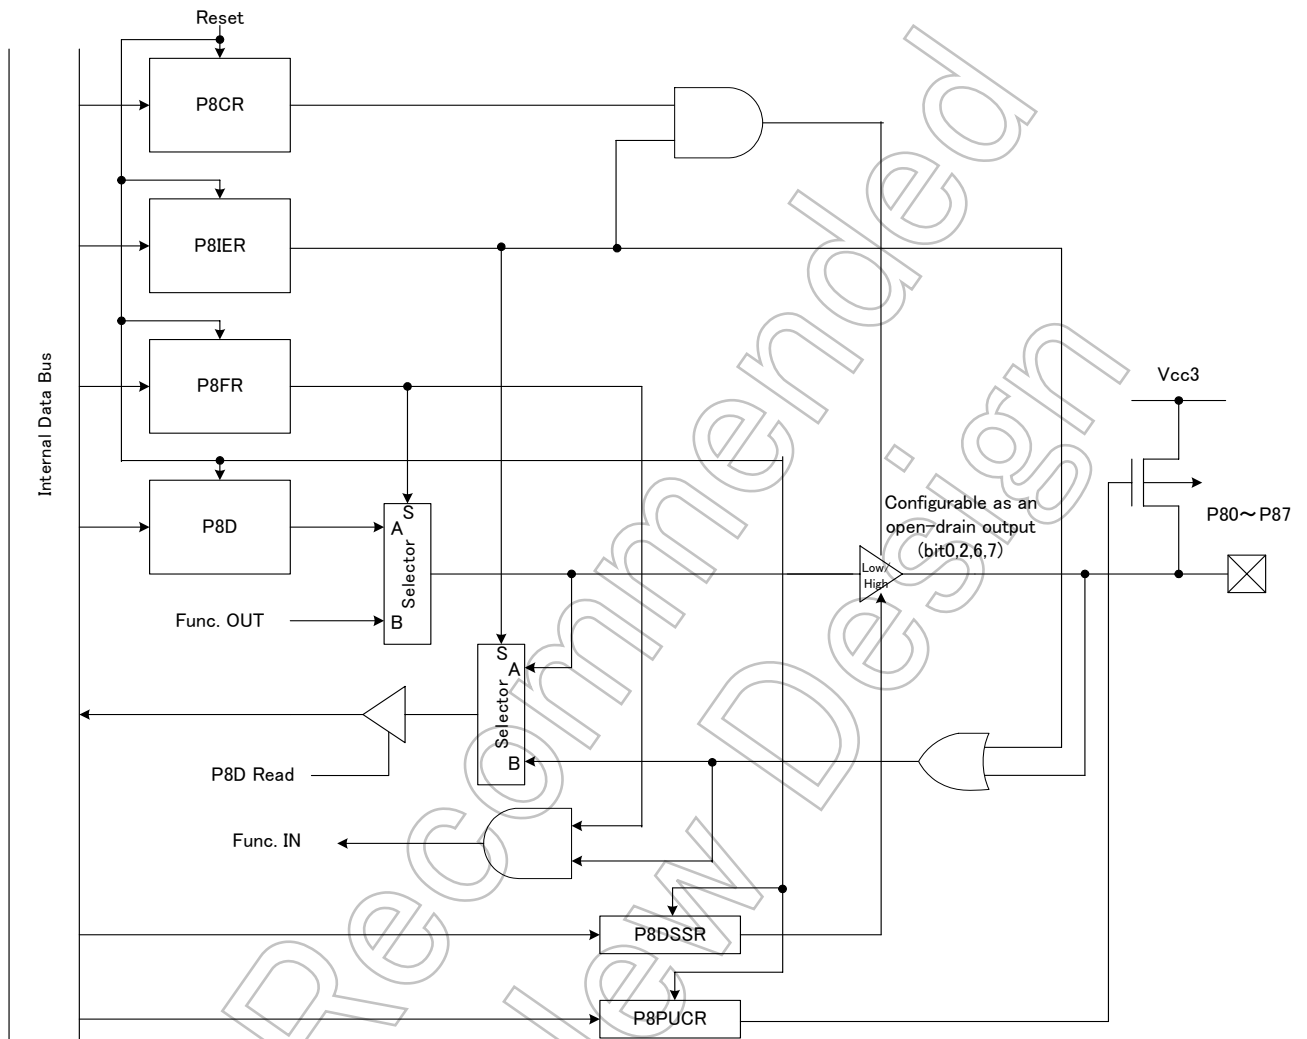 Reset
P8CR
P8IER
P8FR
Internal Data Bus
Vcc3
P8D
S
A
Selector
B
Func. OUT
Configurable as an
open-drain output
(bit0,2,6,7)
Low/
High
P80～P87
S
A
Selector
B
P8D Read
Func. IN
P8DSSR
P8PUCR
Recommended
New Design